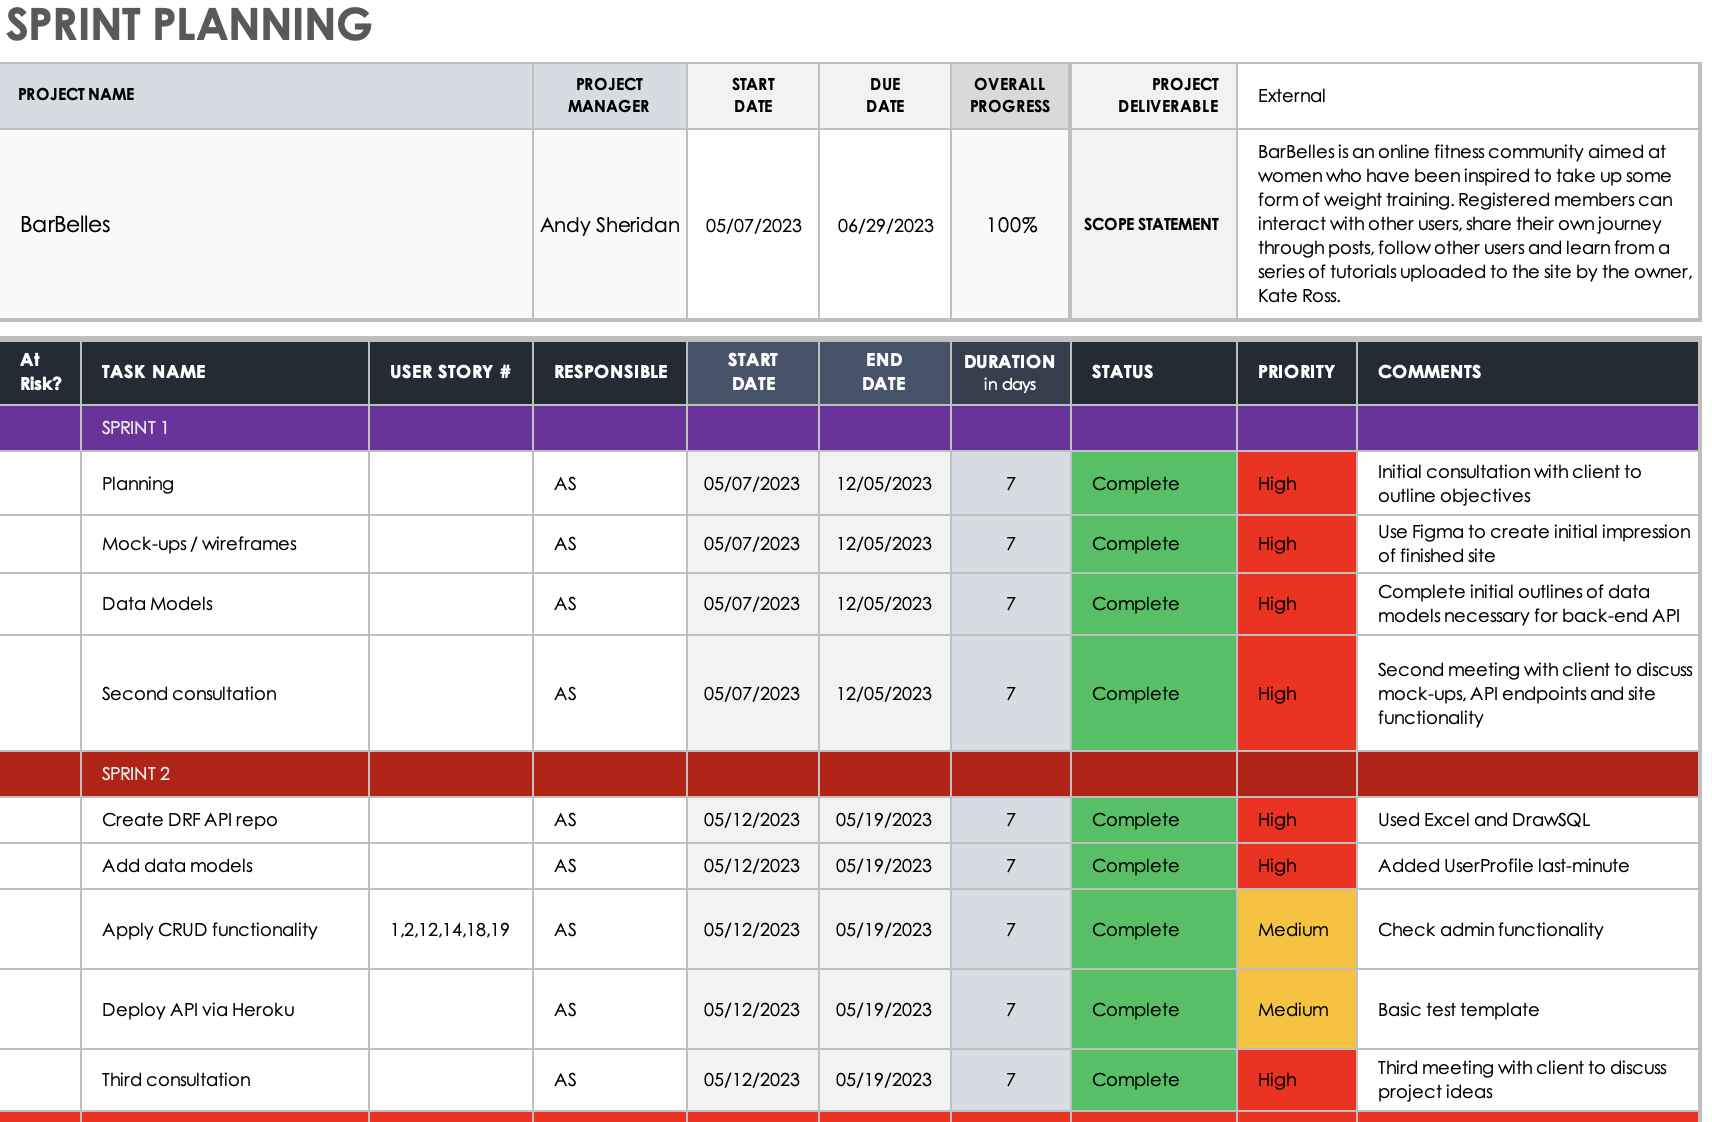 SPRINT PLANNING
PROJECT NAME
PROJECT
MANAGER
START
DATE
DUE
DATE
OVERALL
PROGRESS
PROJECT
DELIVERABLE
External
BarBelles
Andy Sheridan
05/07/2023
06/29/2023
100%
SCOPE STATEMENT
BarBelles is an online fitness community aimed at
women who have been inspired to take up some
form of weight training. Registered members can
interact with other users, share their own journey
through posts, follow other users and learn from a
series of tutorials uploaded to the site by the owner,
Kate Ross.
At
Risk?
TASK NAME
USER STORY #
RESPONSIBLE
START
DATE
END
DATE
DURATION
in days
STATUS
PRIORITY
COMMENTS
SPRINT 1
Planning
AS
05/07/2023
12/05/2023
7
Complete
High
Initial consultation with client to
outline objectives
Mock-ups / wireframes
AS
05/07/2023
12/05/2023
7
Complete
High
Use Figma to create initial impression
of finished site
Data Models
AS
05/07/2023
12/05/2023
7
Complete
High
Complete initial outlines of data
models necessary for back-end API
Second consultation
AS
05/07/2023
12/05/2023
7
Complete
High
Second meeting with client to discuss
mock-ups, API endpoints and site
functionality
SPRINT 2
Create DRF API repo
AS
05/12/2023
05/19/2023
7
Complete
High
Used Excel and DrawSQL
Add data models
AS
05/12/2023
05/19/2023
7
Complete
High
Added UserProfile last-minute
Apply CRUD functionality
1,2,12,14,18,19
AS
05/12/2023
05/19/2023
7
Complete
Medium
Check admin functionality
Deploy API via Heroku
AS
05/12/2023
05/19/2023
7
Complete
Medium
Basic test template
Third consultation
AS
05/12/2023
05/19/2023
7
Complete
High
Third meeting with client to discuss
project ideas